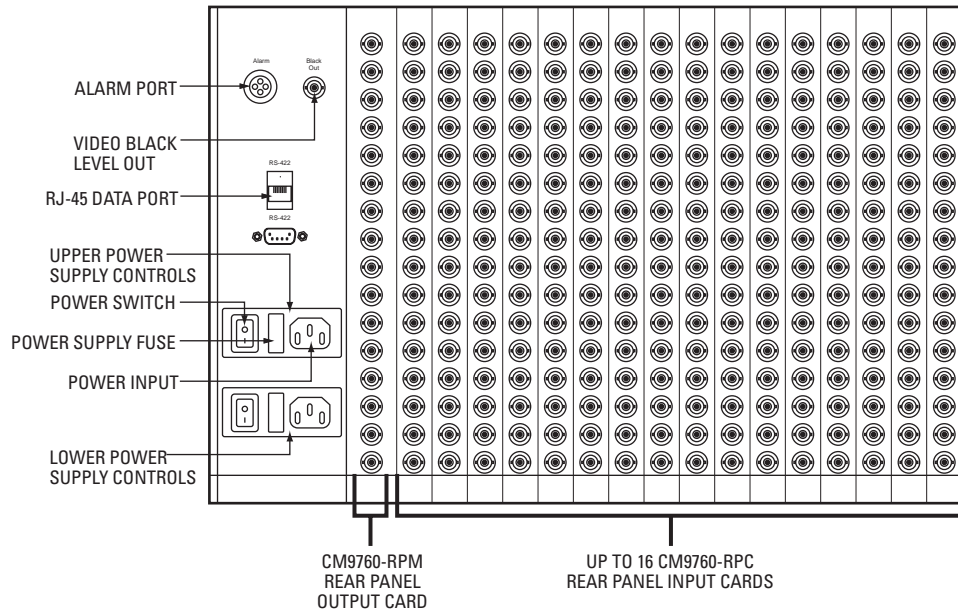 Alarm
Black
Out
ALARM PORT
VIDEO BLACK
LEVEL OUT
RS-422
RJ-45 DATA PORT
RS-422
UPPER POWER
SUPPLY CONTROLS
POWER SWITCH
POWER SUPPLY FUSE
POWER INPUT
LOWER POWER
SUPPLY CONTROLS
CM9760-RPM
REAR PANEL
OUTPUT CARD
UP TO 16 CM9760-RPC
REAR PANEL INPUT CARDS